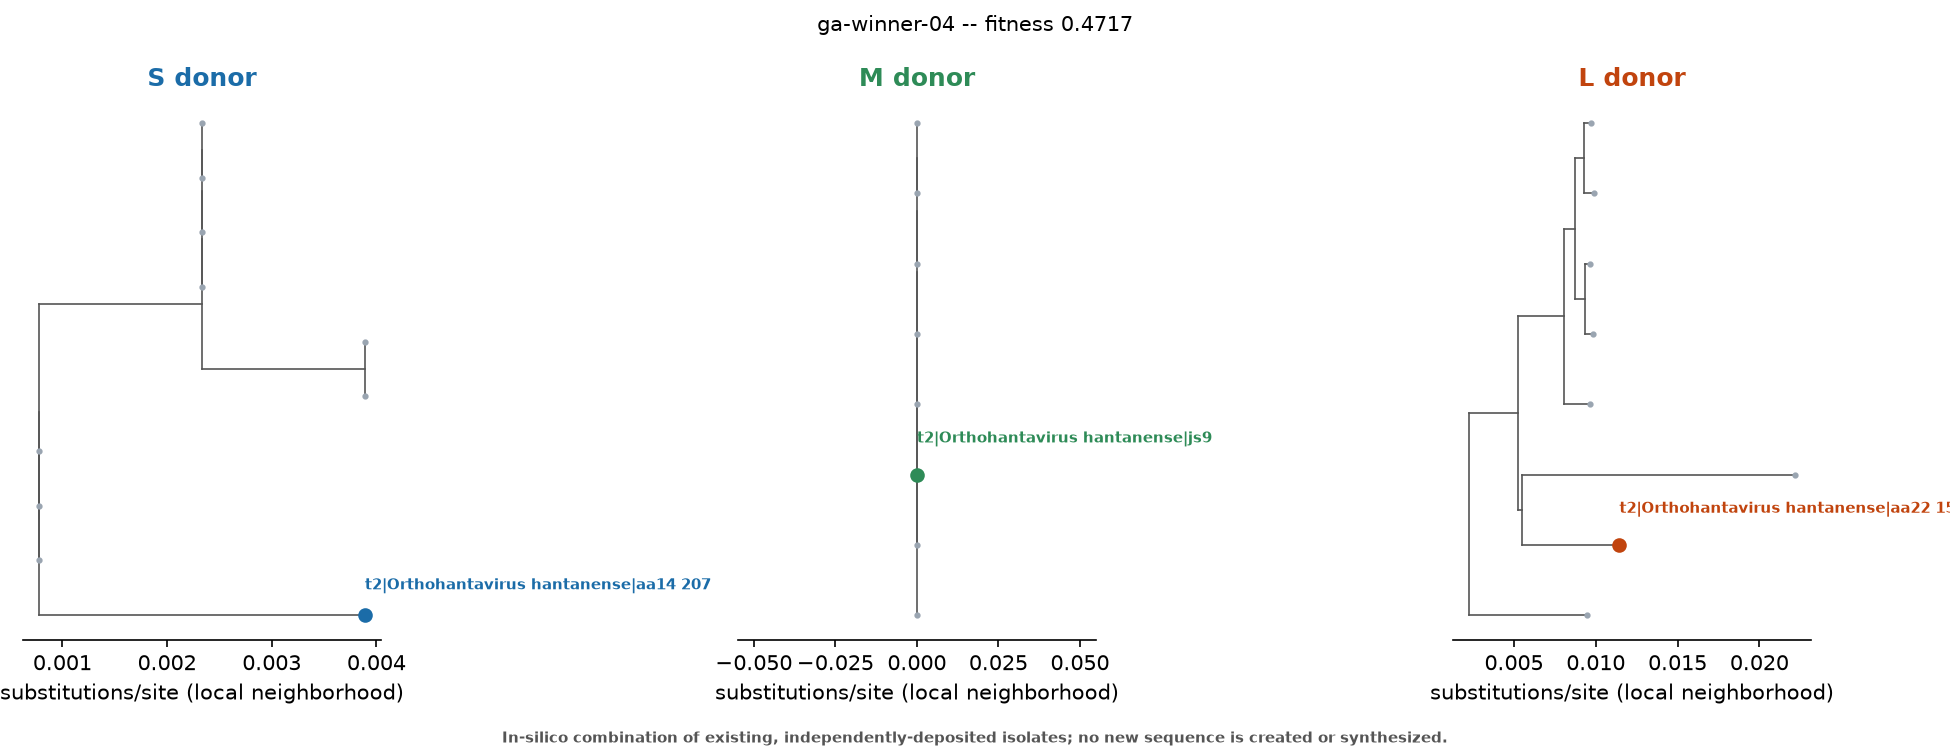 ga-winner-04 -- fitness 0.4717
S donor
M donor
L donor
t2|Orthohantavirus hantanense|js9
t2|Orthohantavirus hantanense|aa22 15
t2|Orthohantavirus hantanense|aa14 207
0.001 0.002 0.003 0.004
−0.050 −0.025 0.000 0.025 0.050
0.005 0.010 0.015 0.020
substitutions/site (local neighborhood)
substitutions/site (local neighborhood)
substitutions/site (local neighborhood)
In-silico combination of existing, independently-deposited isolates; no new sequence is created or synthesized.